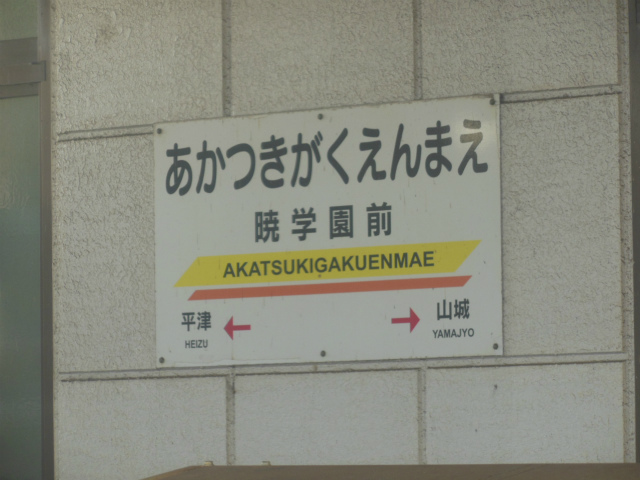 あかつきがくえんまえ
暁学園前
AKATSUKIGAKUENMAE
平津 ← → 山城
HEIZU YAMAJYO